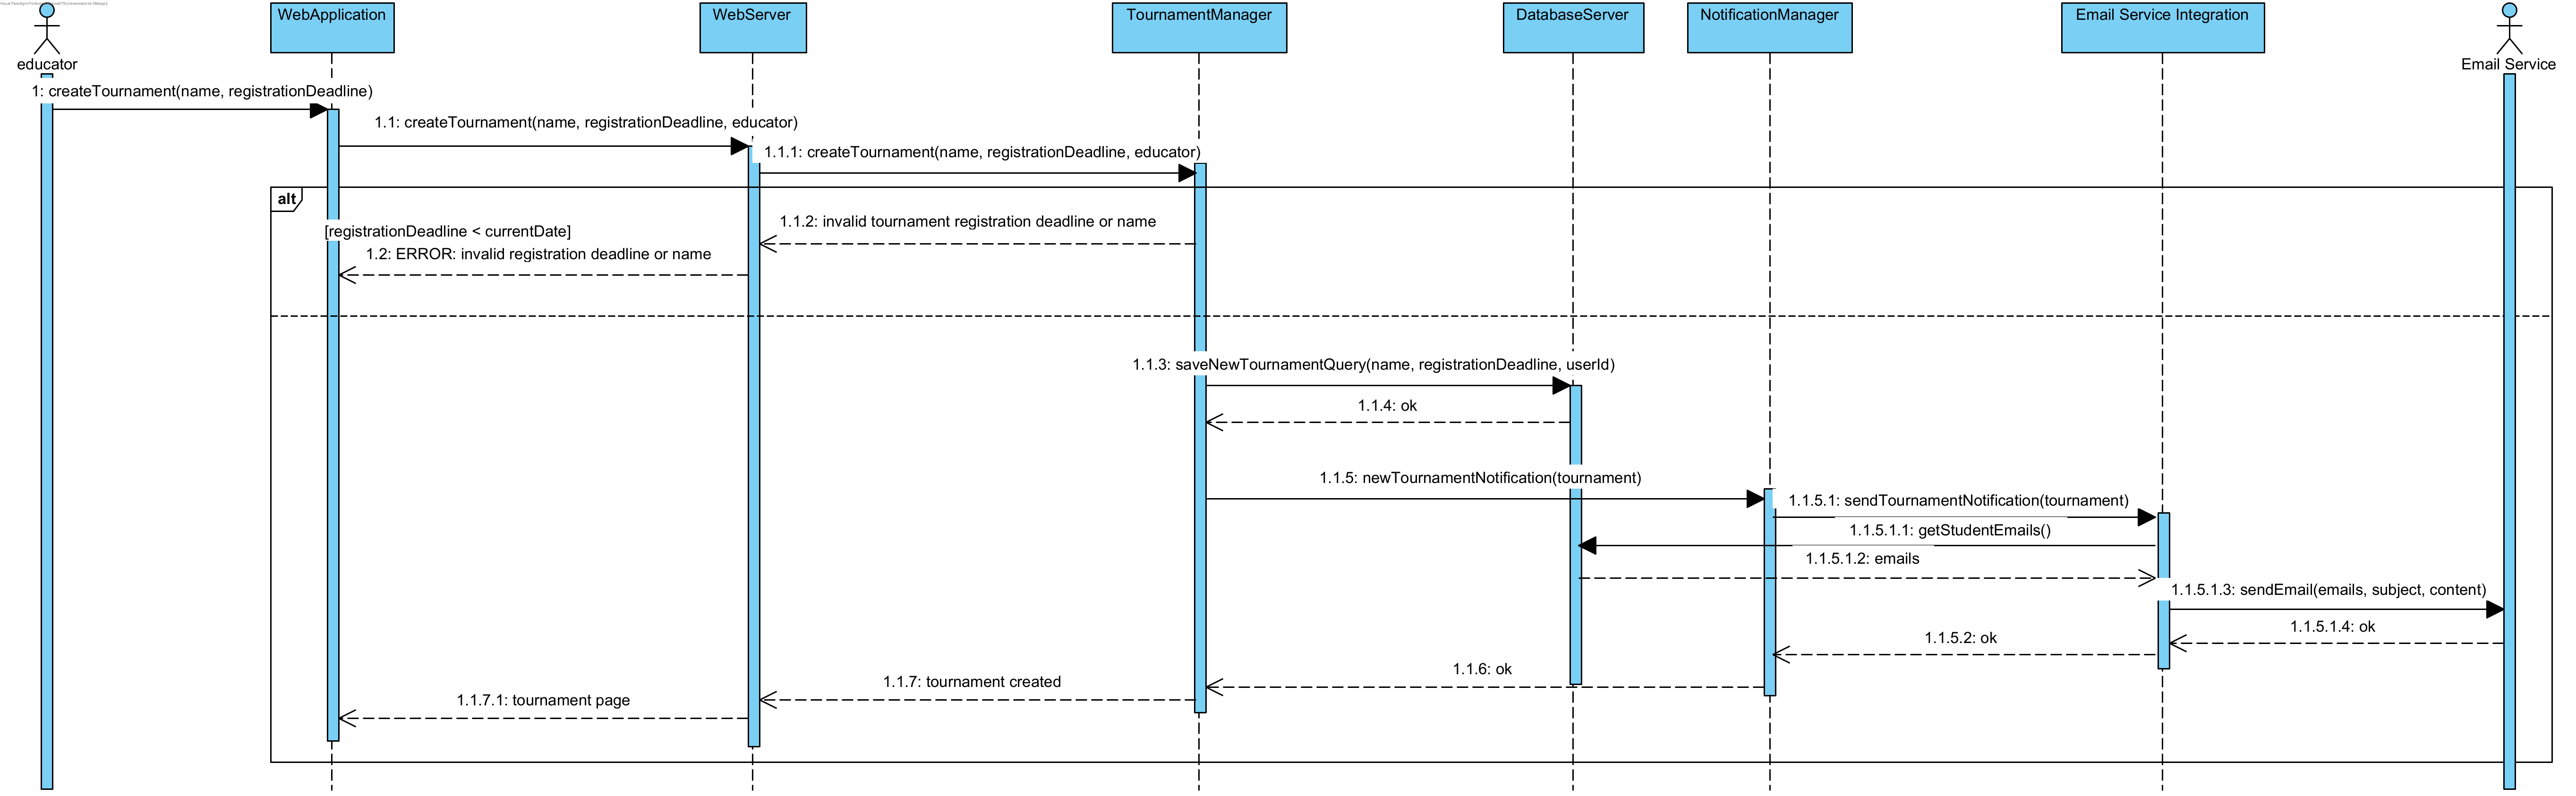 WebApplication
WebServer
TournamentManager
DatabaseServer
NotificationManager
Email Service Integration
educator
Email Service
1: createTournament(name, registrationDeadline)
1.1: createTournament(name, registrationDeadline, educator)
1.1.1: createTournament(name, registrationDeadline, educator)
alt
1.1.2: invalid tournament registration deadline or name
[registrationDeadline < currentDate]
1.2: ERROR: invalid registration deadline or name
1.1.3: saveNewTournamentQuery(name, registrationDeadline, userId)
1.1.4: ok
1.1.5: newTournamentNotification(tournament)
1.1.5.1: sendTournamentNotification(tournament)
1.1.5.1.1: getStudentEmails()
1.1.5.1.2: emails
1.1.5.1.3: sendEmail(emails, subject, content)
1.1.5.1.4: ok
1.1.5.2: ok
1.1.6: ok
1.1.7: tournament created
1.1.7.1: tournament page